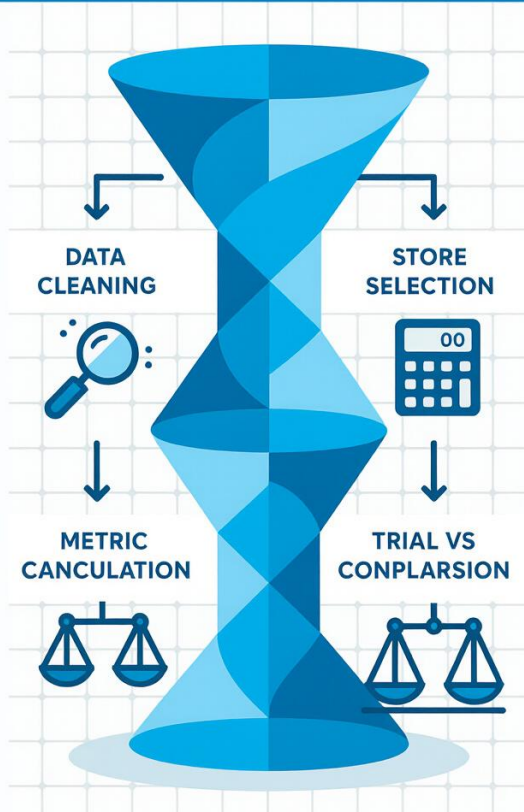 DATA
CLEANING
STORE
SELECTION
00
METRIC
CANCULATION
TRIAL VS
CONPLARSION